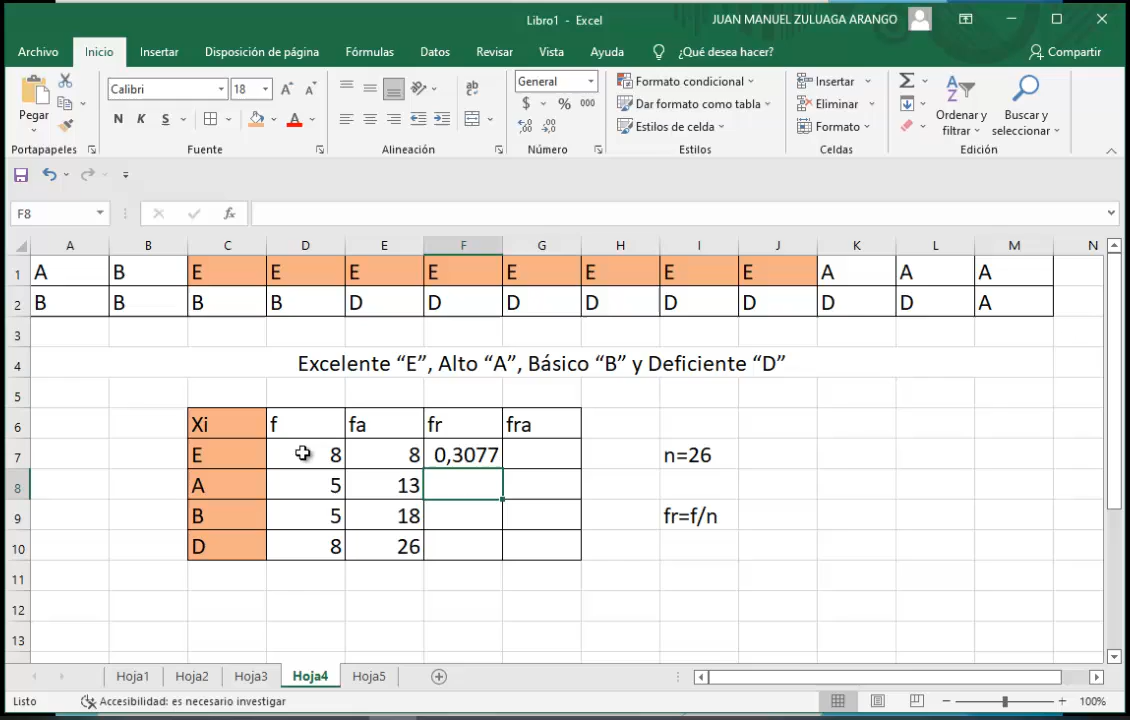 Libro1 - Excel
JUAN MANUEL ZULUAGA ARANGO
Archivo Inicio Insertar Disposición de página Fórmulas Datos Revisar Vista Ayuda ¿Qué desea hacer? Compartir
Pegar
Portapapeles
Calibri 18
N K S
Fuente
Alineación
General
$ % 000
Número
Formato condicional
Dar formato como tabla
Estilos de celda
Estilos
Insertar
Eliminar
Formato
Celdas
Ordenar y filtrar
Buscar y seleccionar
Edición
F8
A B C D E F G H I J K L M N
1 A B E E E E E E E E A A A
2 B B B B D D D D D D D D A
3
4 Excelente “E”, Alto “A”, Básico “B” y Deficiente “D”
5
6 Xi f fa fr fra
7 E 8 8 0,3077 n=26
8 A 5 13
9 B 5 18 fr=f/n
10 D 8 26
11
12
13
Hoja1 Hoja2 Hoja3 Hoja4 Hoja5
Listo Accesibilidad: es necesario investigar 100%